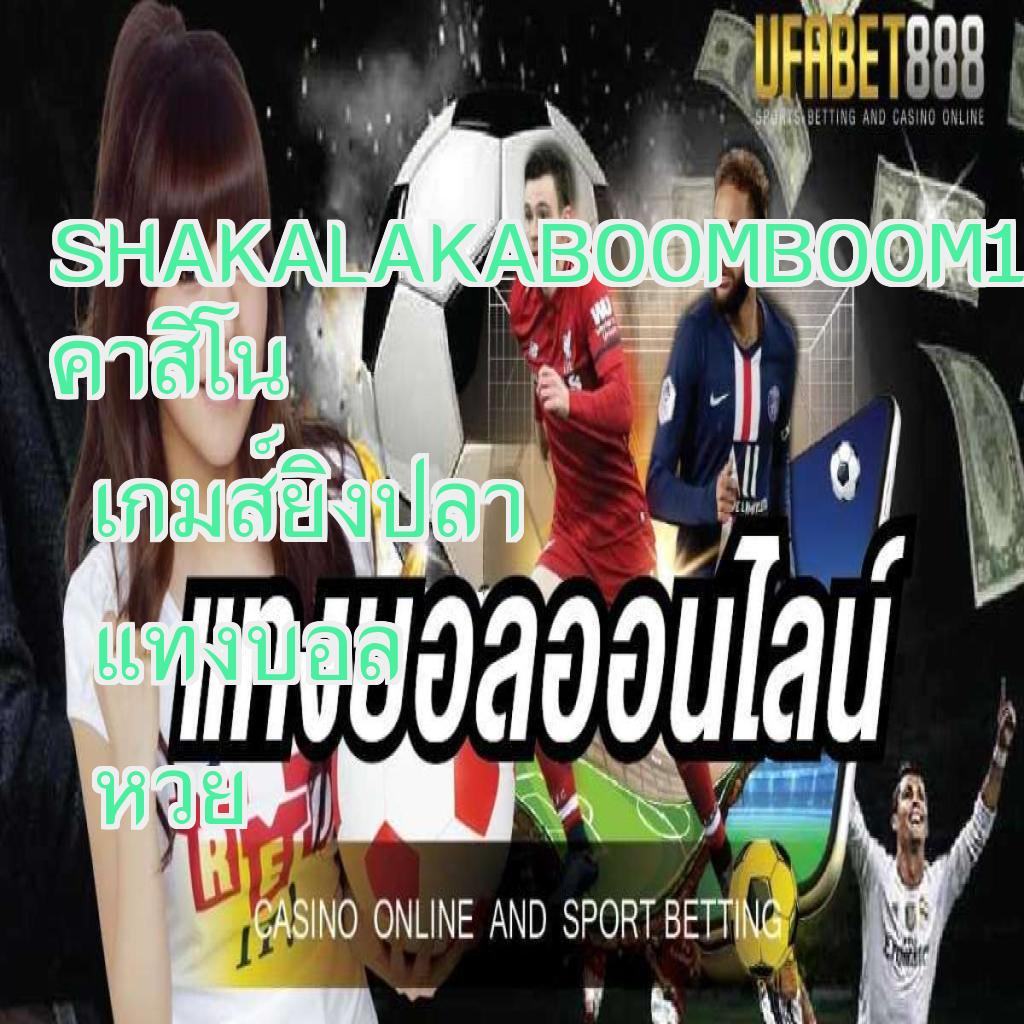 UFABET888
SPORTS BETTING AND CASINO ONLINE
SHAKALAKABOOMBOOM1
คาสิโน
เกมส์ยิงปลา
แทงบอล
แทงบอลออนไลน์
หวย
CASINO ONLINE AND SPORT BETTING